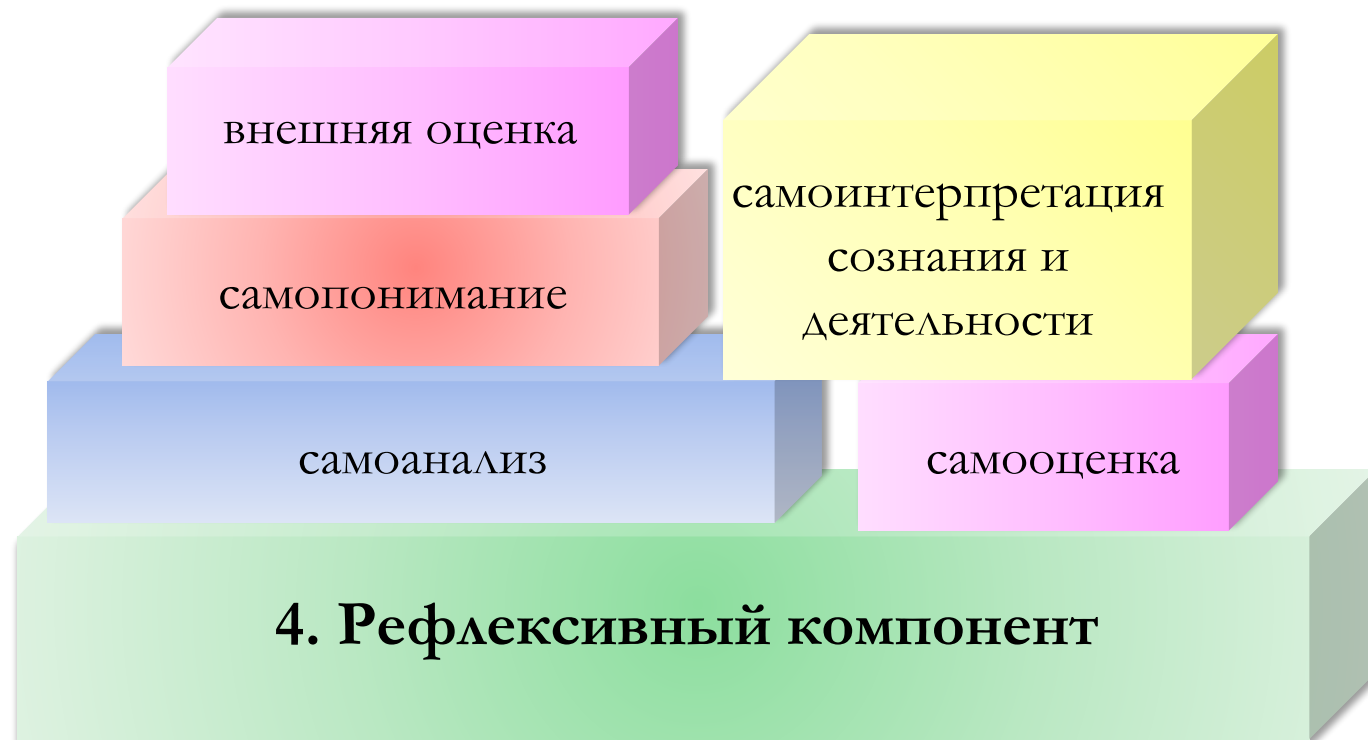 внешняя оценка
самоинтерпретация
сознания и
деятельности
самопонимание
самоанализ
самооценка
4. Рефлексивный компонент